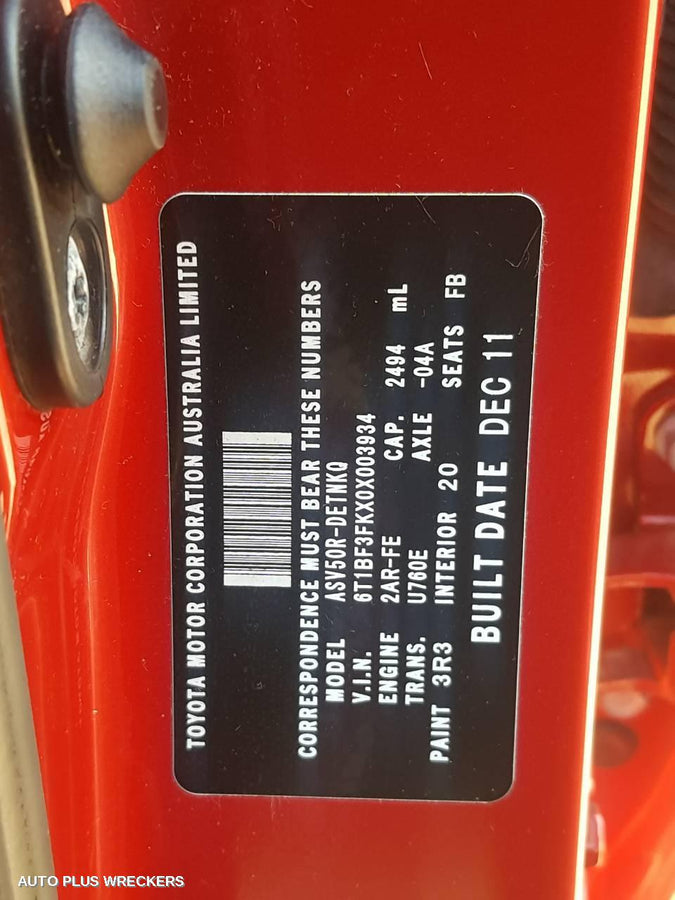 TOYOTA MOTOR CORPORATION AUSTRALIA LIMITED
CORRESPONDENCE MUST BEAR THESE NUMBERS
MODEL ASV50R-DETNKQ
V.I.N. 6T1BF3FKX0X003934
ENGINE 2AR-FE CAP. 2494 mL
TRANS. U760E AXLE -04A
PAINT 3R3 INTERIOR 20 SEATS FB
BUILT DATE DEC 11
AUTO PLUS WRECKERS